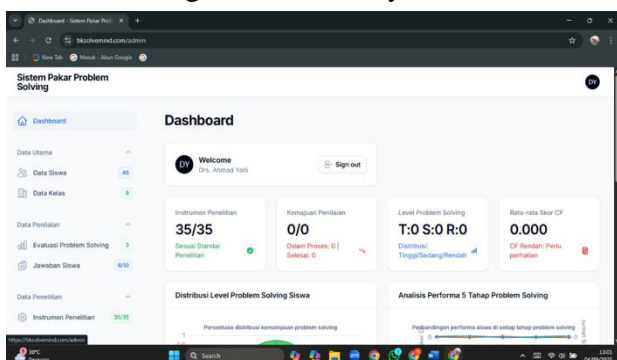 Dashboard - Sistem Pakar Probl
bksolvemind.com/admin
New Tab
Masuk - Akun Google
Sistem Pakar Problem
Solving
DY
Dashboard
Data Utama
Data Siswa 45
Data Kelas 6
Data Penilaian
Evaluasi Problem Solving 3
Jawaban Siswa 6/10
Data Penelitian
Instrumen Penelitian 35/35
Dashboard
DY
Welcome
Drs. Ahmad Yani
Sign out
Instrumen Penelitian
35/35
Sesuai Standar
Penelitian
Kemajuan Penilaian
0/0
Dalam Proses: 0 |
Selesai: 0
Level Problem Solving
T:0 S:0 R:0
Distribusi:
Tinggi/Sedang/Rendah
Rata-rata Skor CF
0.000
CF Rendah: Perlu
perhatian
Distribusi Level Problem Solving Siswa
Persentase distribusi kemampuan problem solving
1
Analisis Performa 5 Tahap
Problem Solving
Perbandingan performa siswa di setiap tahap problem solving
https://bksolvemind.com/admin
30°C
Search
13:01
04/09/2025